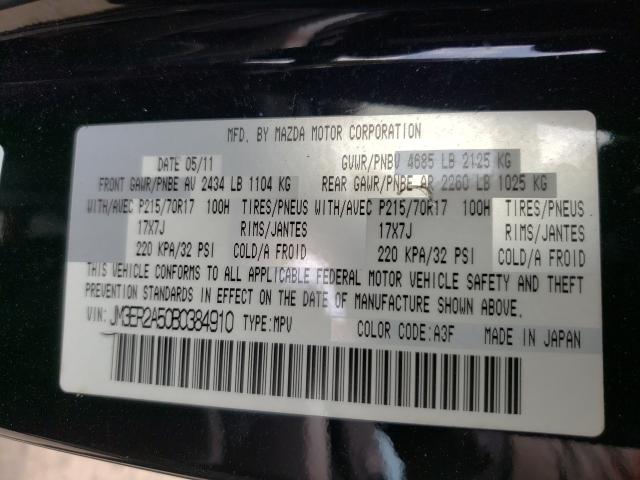 MFD. BY MAZDA MOTOR CORPORATION
DATE 05/11 GVWR/PNBV 4685 LB 2125 KG
FRONT GAWR/PNBE AV 2434 LB 1104 KG REAR GAWR/PNBE AR 2260 LB 1025 KG
WITH/AVEC P215/70R17 100H TIRES/PNEUS WITH/AVEC P215/70R17 100H TIRES/PNEUS
17X7J RIMS/JANTES 17X7J RIMS/JANTES
220 KPA/32 PSI COLD/A FROID 220 KPA/32 PSI COLD/A FROID
THIS VEHICLE CONFORMS TO ALL APPLICABLE FEDERAL MOTOR VEHICLE SAFETY AND THEFT
PREVENTION STANDARDS IN EFFECT ON THE DATE OF MANUFACTURE SHOWN ABOVE.
VIN: JM3ER2A50BC384910 TYPE:MPV COLOR CODE:A3F MADE IN JAPAN